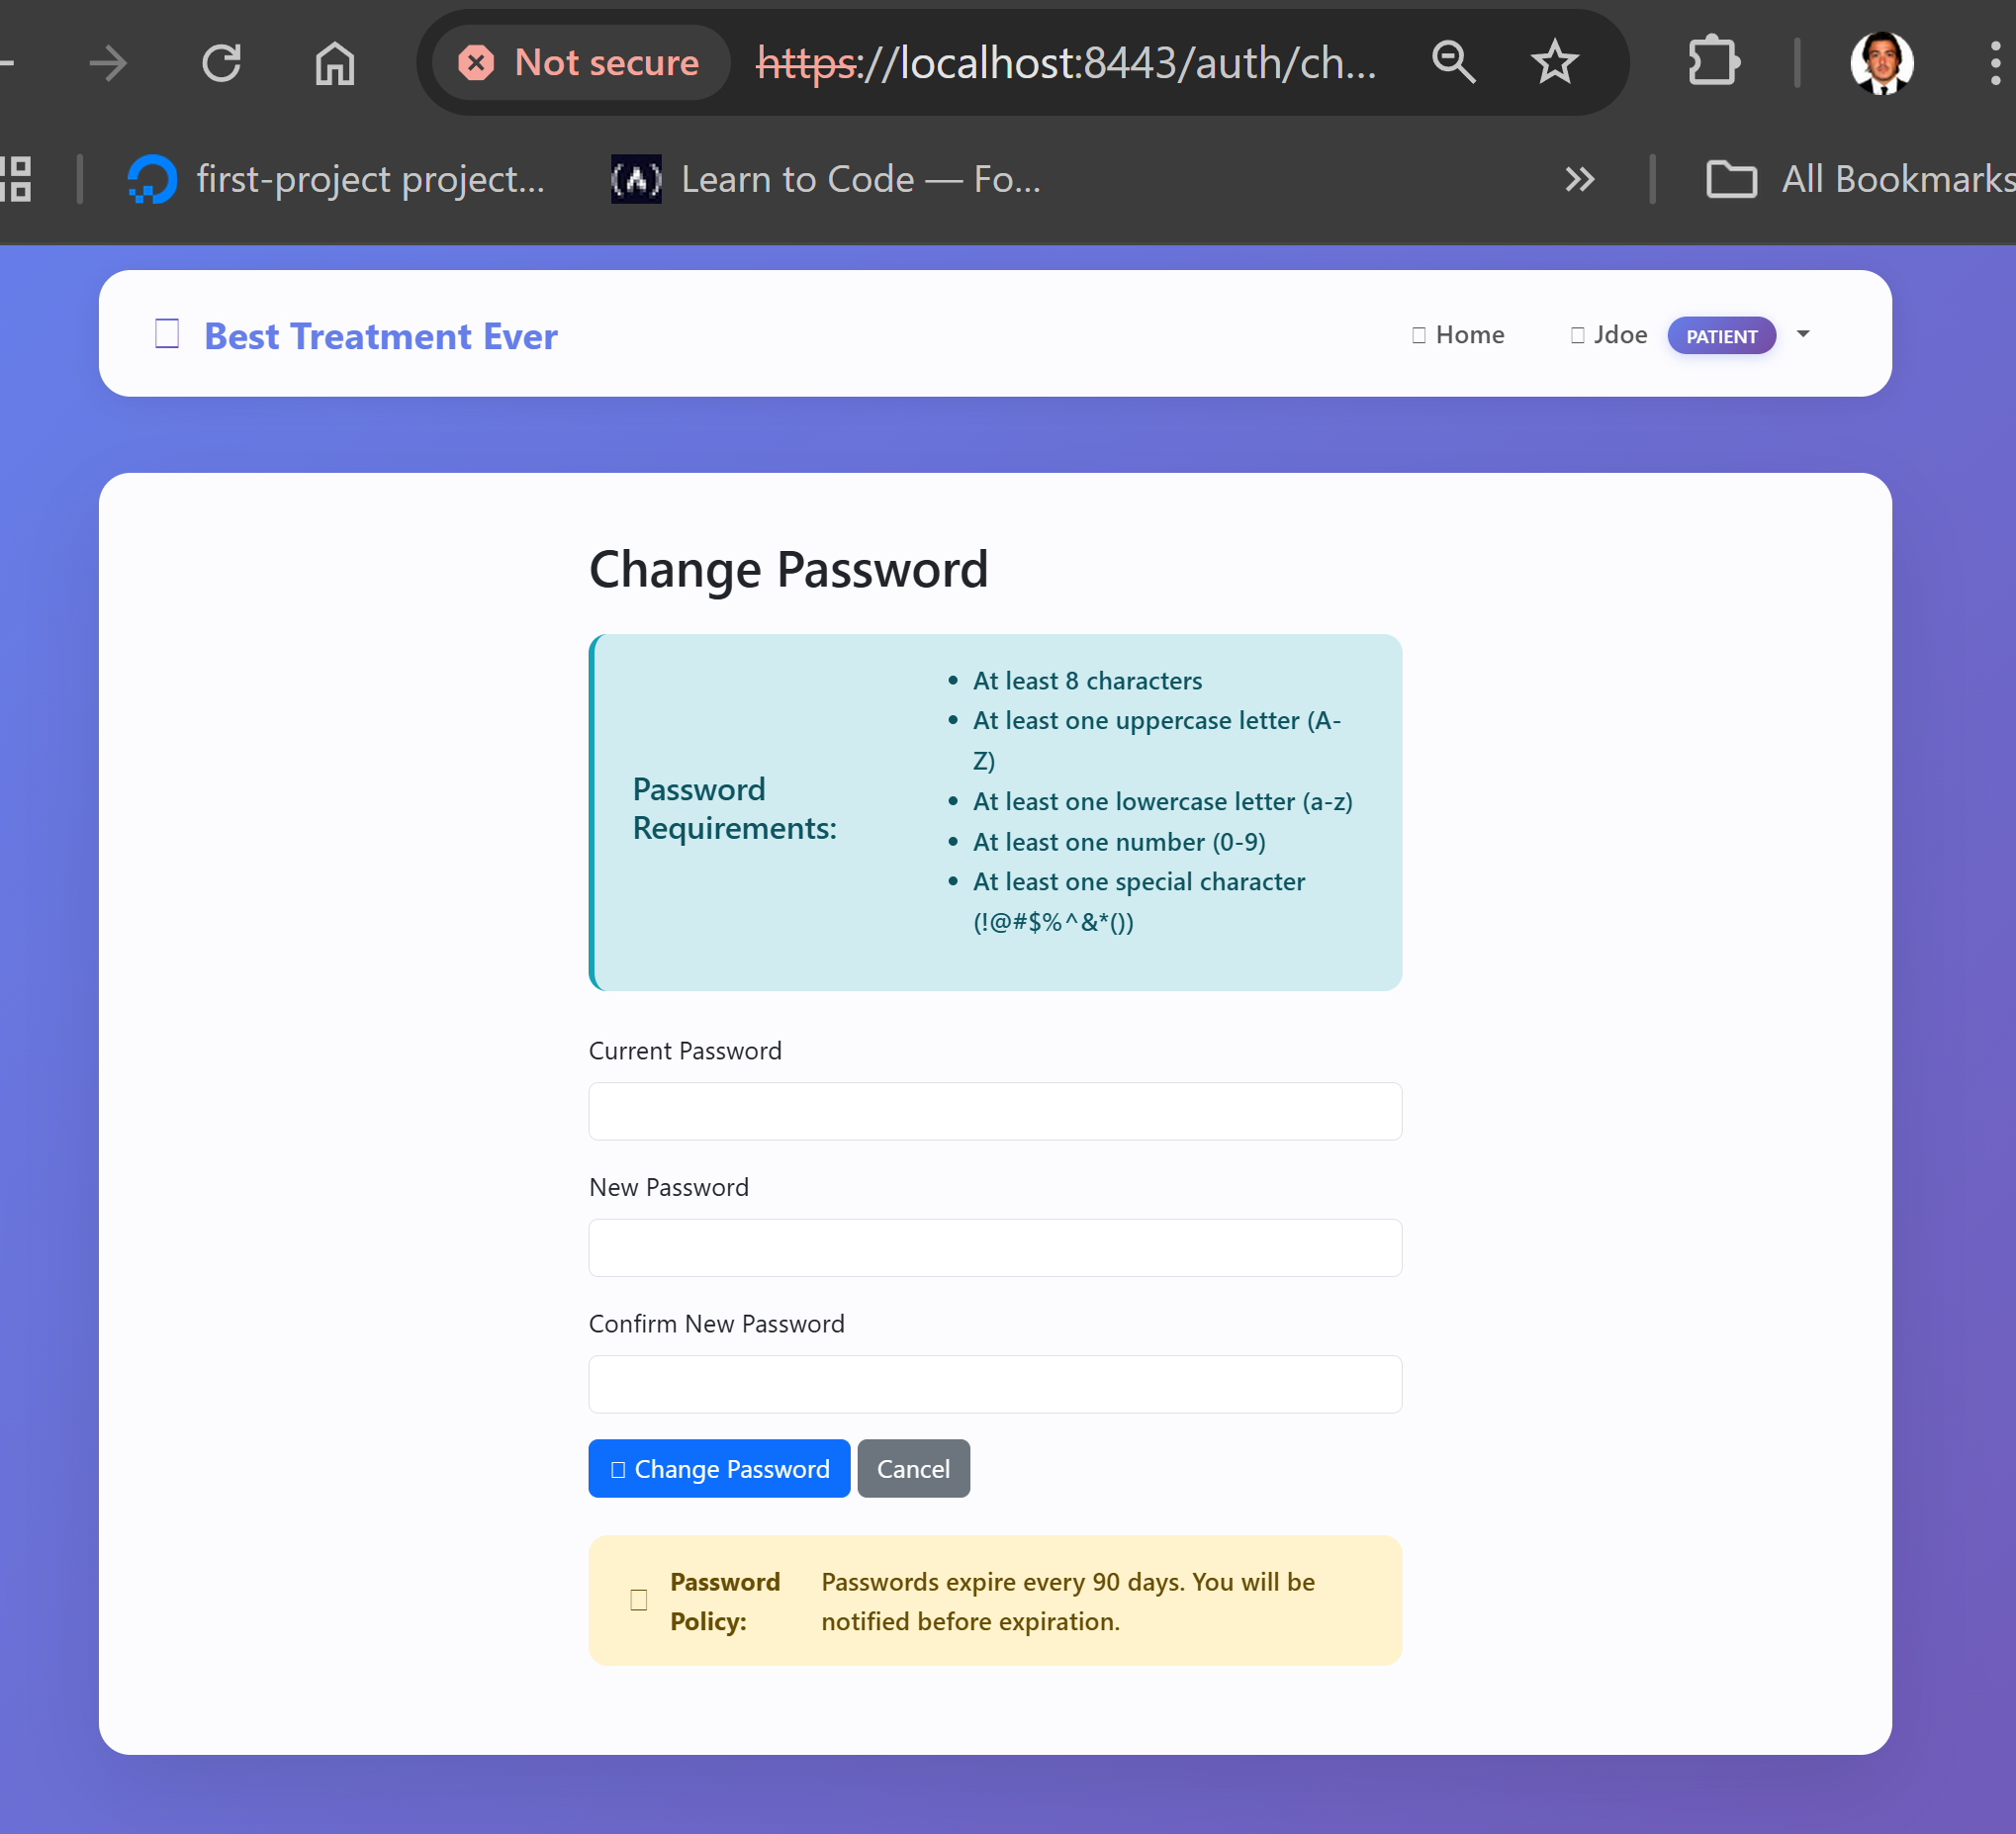 Not secure
https://localhost:8443/auth/ch...
first-project project...
Learn to Code — Fo...
All Bookmarks
Best Treatment Ever
Home
Jdoe
PATIENT
Change Password
Password
Requirements:
• At least 8 characters
• At least one uppercase letter (A-
Z)
• At least one lowercase letter (a-z)
• At least one number (0-9)
• At least one special character
(!@#$%^&*())
Current Password
New Password
Confirm New Password
Change Password
Cancel
Password
Policy:
Passwords expire every 90 days. You will be
notified before expiration.